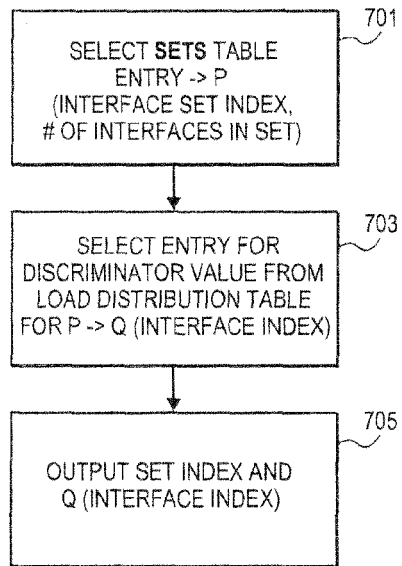 701
SELECT SETS TABLE
ENTRY -> P
(INTERFACE SET INDEX,
# OF INTERFACES IN SET)
703
SELECT ENTRY FOR
DISCRIMINATOR VALUE FROM
LOAD DISTRIBUTION TABLE
FOR P -> Q (INTERFACE INDEX)
705
OUTPUT SET INDEX AND
Q (INTERFACE INDEX)